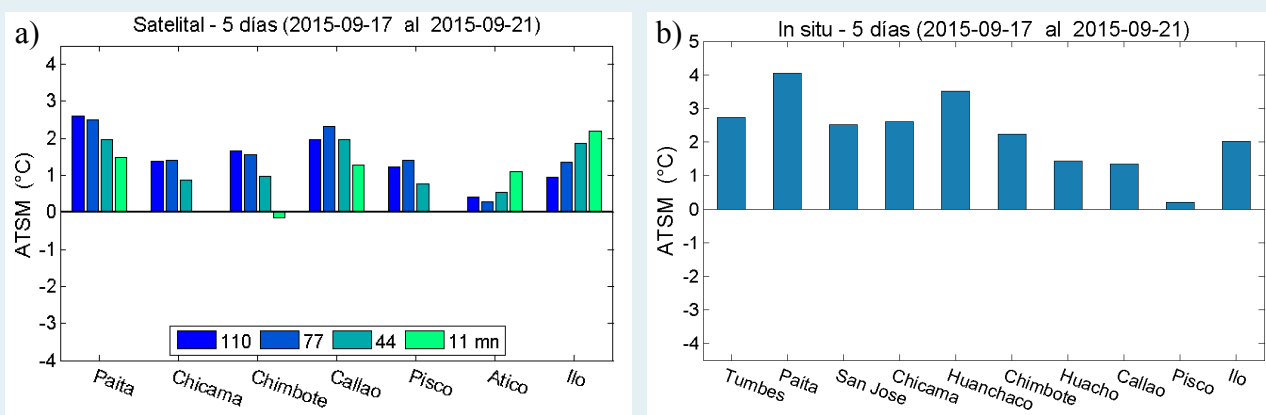 a)
Satelital - 5 días (2015-09-17 al 2015-09-21)
ATSM (°C)
4
3
2
1
0
-1
-2
-3
-4
110 77 44 11 mn
Paita Chicama Chimbote Callao Pisco Atico Ilo
b)
In situ - 5 días (2015-09-17 al 2015-09-21)
ATSM (°C)
5
4
3
2
1
0
-1
-2
-3
-4
Tumbes Paita San Jose Chicama Huanchaco Chimbote Huacho Callao Pisco Ilo